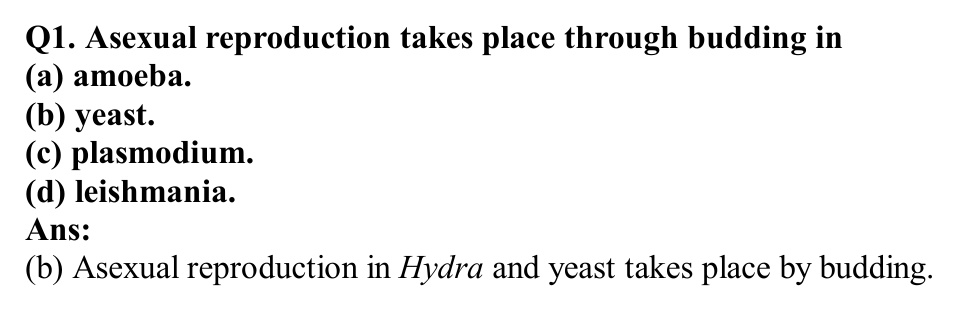 Q1. Asexual reproduction takes place through budding in
(a) amoeba.
(b) yeast.
(c) plasmodium.
(d) leishmania.
Ans:
(b) Asexual reproduction in Hydra and yeast takes place by budding.